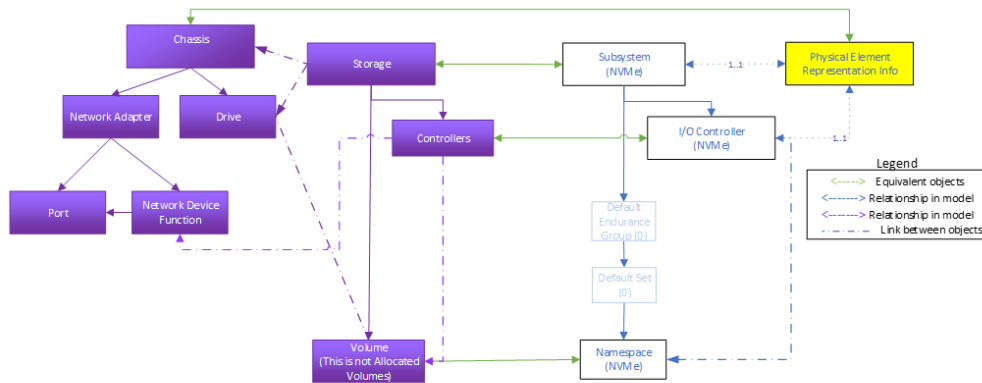 Chassis
Storage
Subsystem
(NVMe)
1..1
Physical Element
Representation Info
Network Adapter
Drive
Controllers
I/O Controller
(NVMe)
1..1
Legend
Equivalent objects
Relationship in model
Relationship in model
Link between objects
Port
Network Device
Function
Default
Endurance
Group (0)
Default Set
(0)
Volume
(This is not Allocated
Volumes)
Namespace
(NVMe)